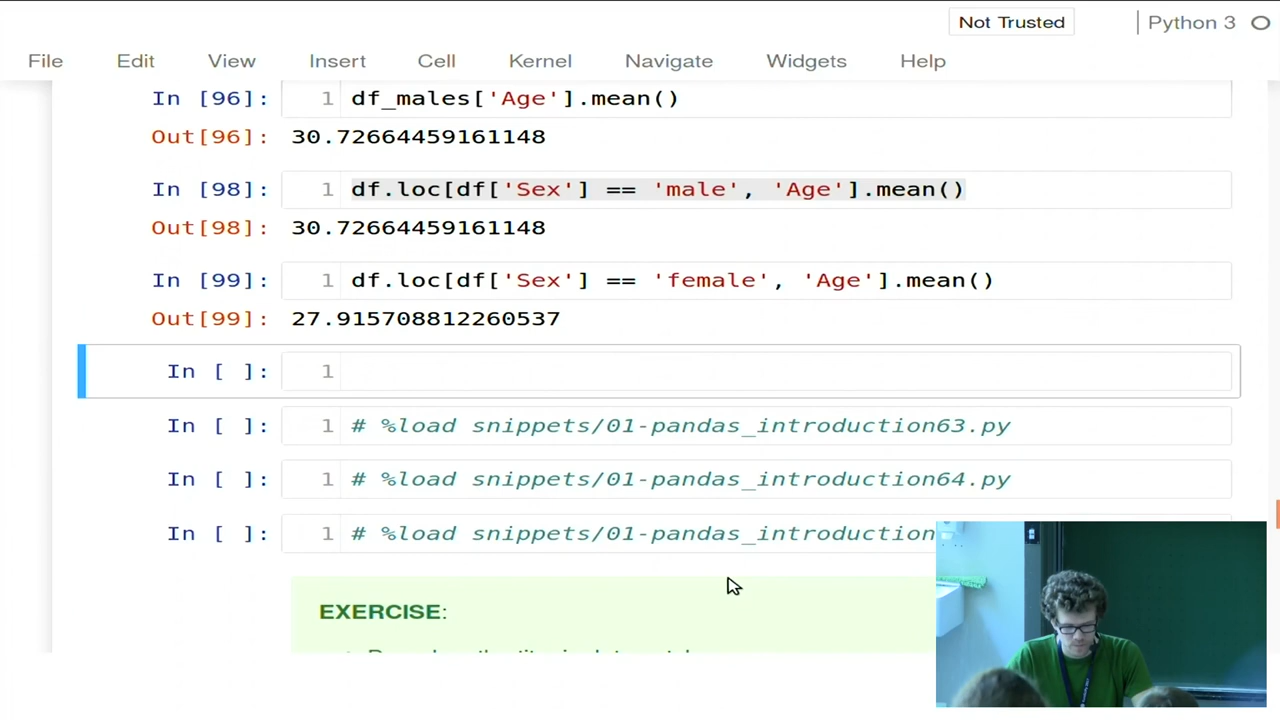 Not Trusted
Python 3
File Edit View Insert Cell Kernel Navigate Widgets Help
In [96]: 1 df_males['Age'].mean()
Out[96]: 30.72664459161148
In [98]: 1 df.loc[df['Sex'] == 'male', 'Age'].mean()
Out[98]: 30.72664459161148
In [99]: 1 df.loc[df['Sex'] == 'female', 'Age'].mean()
Out[99]: 27.915708812260537
In [ ]: 1
In [ ]: 1 # %load snippets/01-pandas_introduction63.py
In [ ]: 1 # %load snippets/01-pandas_introduction64.py
In [ ]: 1 # %load snippets/01-pandas_introduction
EXERCISE: